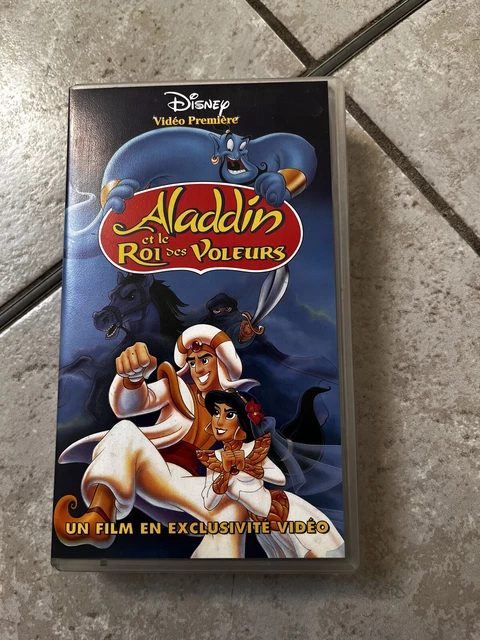 Disney
Vidéo Première
Aladdin
et le
Roi des Voleurs
UN FILM EN EXCLUSIVITÉ VIDÉO